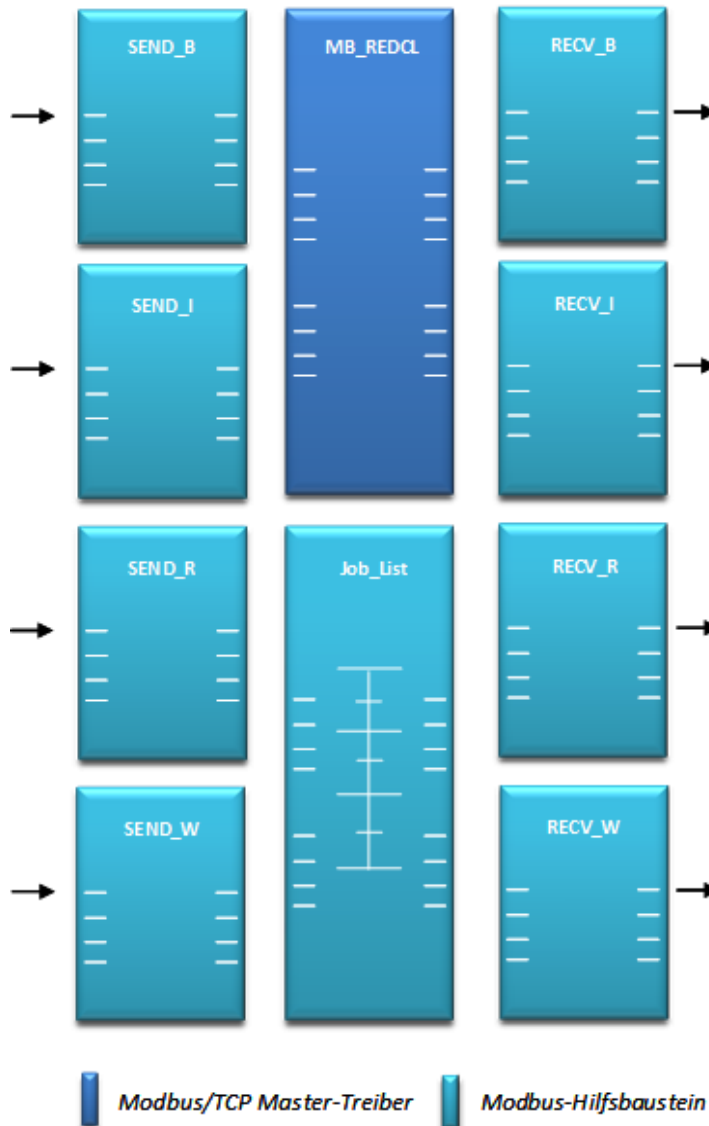 SEND_B
MB_REDCL
RECV_B
SEND_I
RECV_I
SEND_R
Job_List
RECV_R
SEND_W
RECV_W
Modbus/TCP Master-Treiber
Modbus-Hilfsbaustein